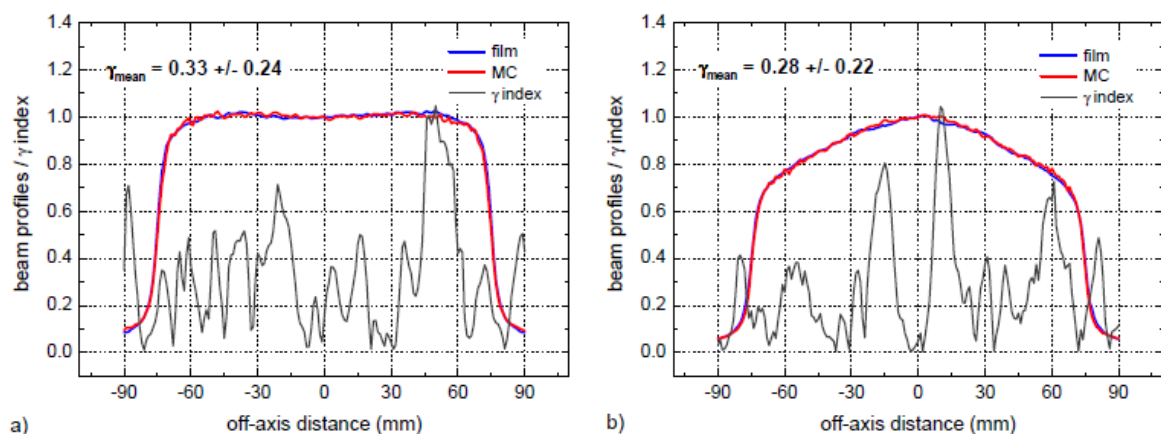 1.4
1.2
1.0
0.8
0.6
0.4
0.2
0.0
beam profiles / γ index
γmean = 0.33 +/- 0.24
film
MC
γ index
-90 -60 -30 0 30 60 90
off-axis distance (mm)
a)
1.4
1.2
1.0
0.8
0.6
0.4
0.2
0.0
beam profiles / γ index
γmean = 0.28 +/- 0.22
film
MC
γ index
-90 -60 -30 0 30 60 90
off-axis distance (mm)
b)